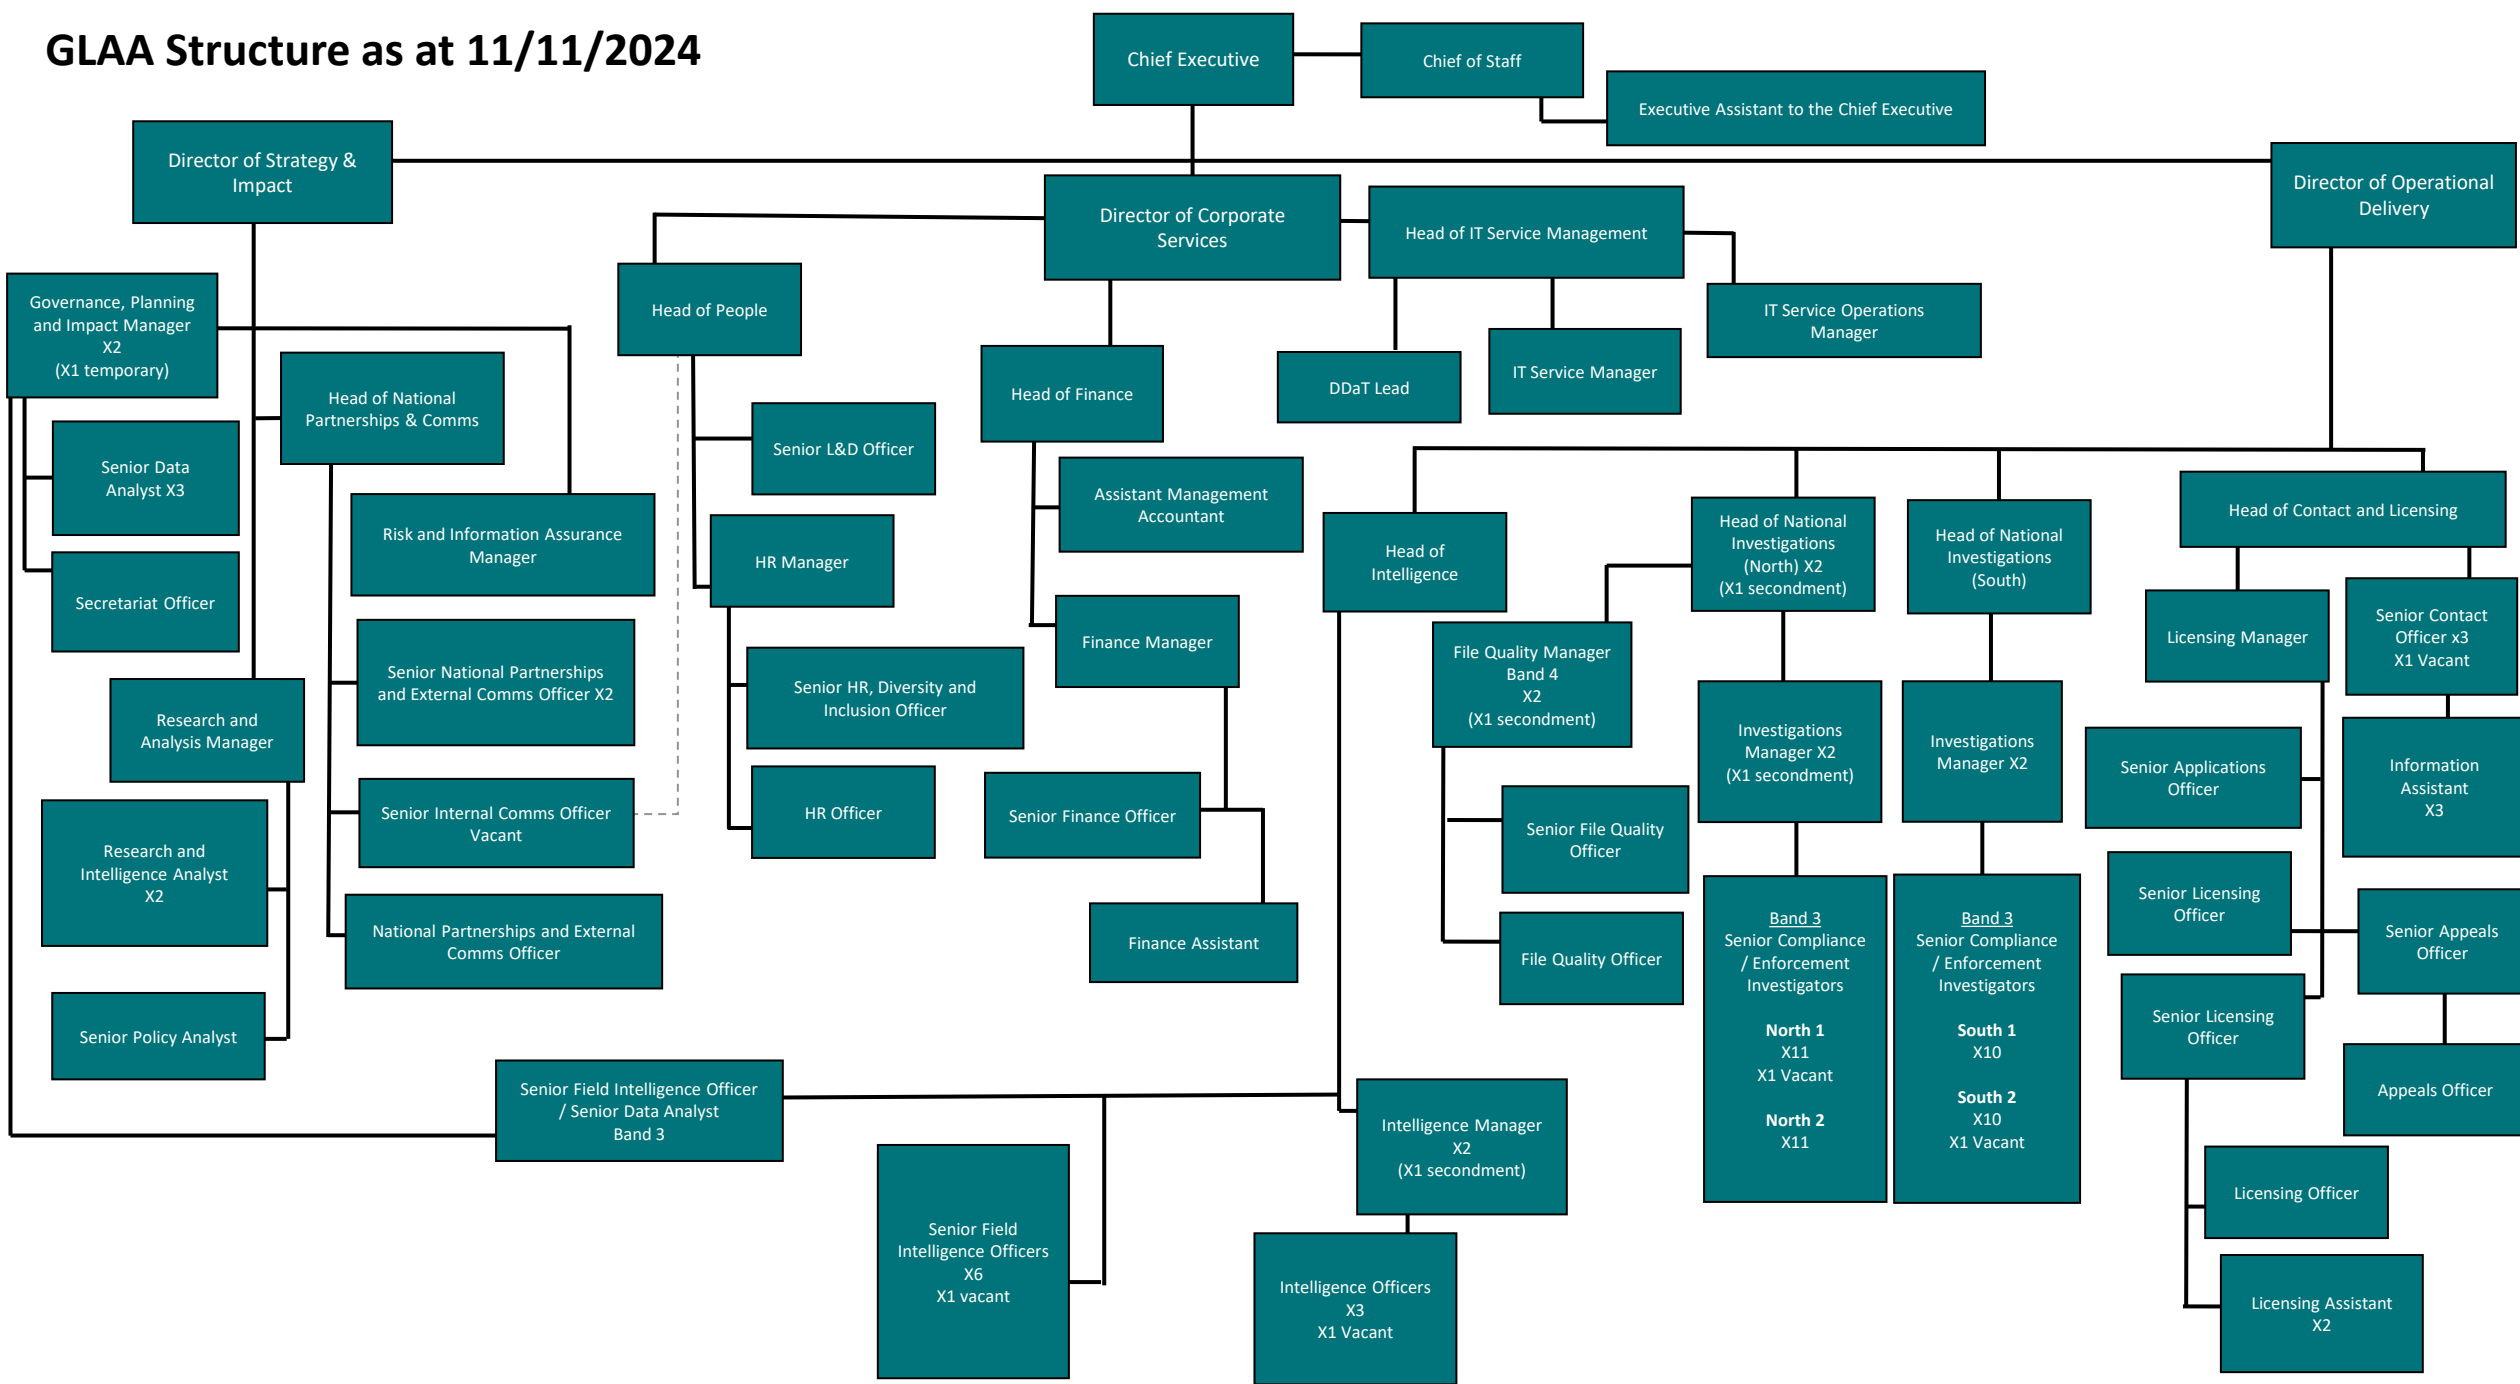 GLAA Structure as at 11/11/2024
Chief Executive
Chief of Staff
Executive Assistant to the Chief Executive
Director of Strategy &
Impact
Director of Corporate
Services
Head of IT Service Management
Director of Operational
Delivery
Governance, Planning
and Impact Manager
X2
(X1 temporary)
Head of People
IT Service Operations
Manager
Head of National
Partnerships & Comms
Head of Finance
DDaT Lead
IT Service Manager
Senior Data
Analyst X3
Senior L&D Officer
Assistant Management
Accountant
Risk and Information Assurance
Manager
HR Manager
Head of
Intelligence
Head of National
Investigations
(North) X2
(X1 secondment)
Head of National
Investigations
(South)
Head of Contact and Licensing
Secretariat Officer
Finance Manager
Licensing Manager
Senior Contact
Officer x3
X1 Vacant
Senior National Partnerships
and External Comms Officer X2
Senior HR, Diversity and
Inclusion Officer
File Quality Manager
Band 4
X2
(X1 secondment)
Research and
Analysis Manager
Investigations
Manager X2
(X1 secondment)
Investigations
Manager X2
Senior Applications
Officer
Information
Assistant
X3
Senior Internal Comms Officer
Vacant
HR Officer
Senior Finance Officer
Senior File Quality
Officer
Research and
Intelligence Analyst
X2
National Partnerships and External
Comms Officer
Finance Assistant
File Quality Officer
Band 3
Senior Compliance
/ Enforcement
Investigators
North 1
X11
X1 Vacant
North 2
X11
Band 3
Senior Compliance
/ Enforcement
Investigators
South 1
X10
South 2
X10
X1 Vacant
Senior Licensing
Officer
Senior Appeals
Officer
Senior Policy Analyst
Senior Licensing
Officer
Appeals Officer
Senior Field Intelligence Officer
/ Senior Data Analyst
Band 3
Intelligence Manager
X2
(X1 secondment)
Licensing Officer
Senior Field
Intelligence Officers
X6
X1 vacant
Intelligence Officers
X3
X1 Vacant
Licensing Assistant
X2